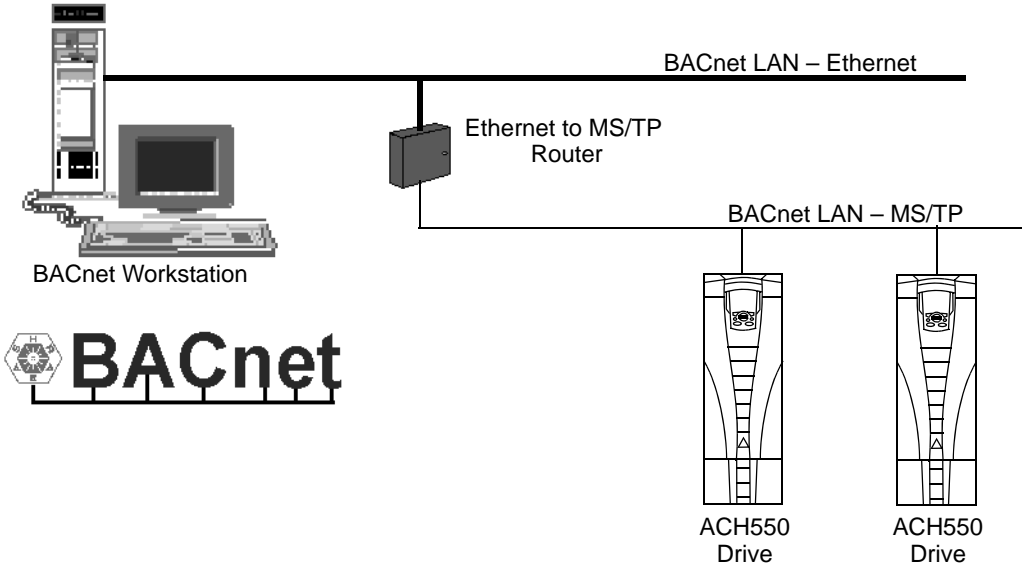 BACnet LAN – Ethernet
Ethernet to MS/TP
Router
BACnet LAN – MS/TP
BACnet Workstation
BACnet
ACH550
Drive
ACH550
Drive